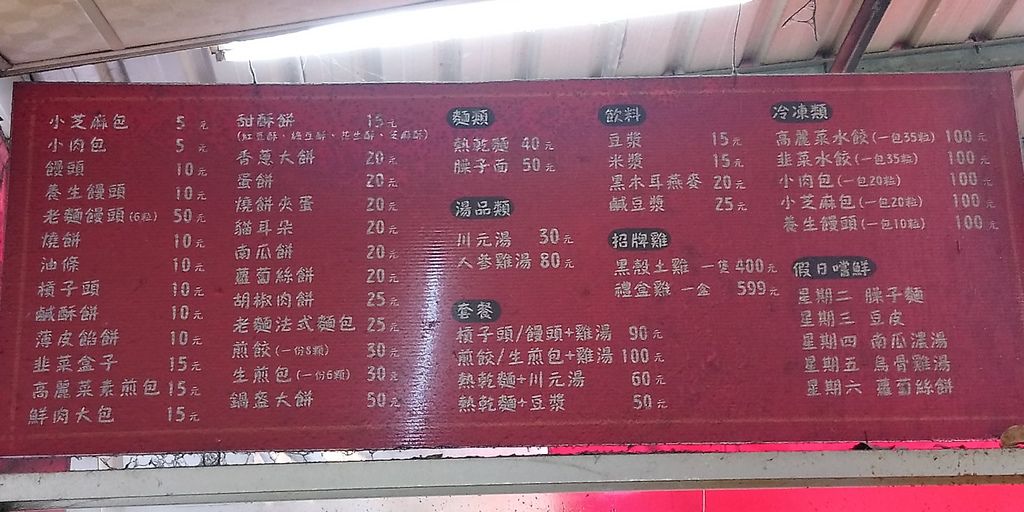 小芝麻包 5元
小肉包 5元
饅頭 10元
養生饅頭 10元
老麵饅頭(6粒) 50元
燒餅 10元
油條 10元
槓子頭 10元
鹹酥餅 10元
薄皮餡餅 10元
韭菜盒子 15元
高麗菜素煎包 15元
鮮肉大包 15元
甜酥餅 15元
(紅豆酥、綠豆酥、花生酥、芝麻酥)
香蔥大餅 20元
蛋餅 20元
燒餅夾蛋 20元
貓耳朵 20元
南瓜餅 20元
蘿蔔絲餅 20元
胡椒肉餅 25元
老麵法式麵包 25元
煎餃(一份8顆) 30元
生煎包(一份6顆) 30元
鍋盔大餅 50元
麵類
熱乾麵 40元
臊子面 50元
湯品類
川元湯 30元
人參雞湯 80元
套餐
槓子頭/饅頭+雞湯 90元
煎餃/生煎包+雞湯 100元
熱乾麵+川元湯 60元
熱乾麵+豆漿 50元
飲料
豆漿 15元
米漿 15元
黑木耳燕麥 20元
鹹豆漿 25元
招牌雞
黑殼土雞 一隻400元
禮盒雞 一盒 599元
冷凍類
高麗菜水餃(一包35粒) 100元
韭菜水餃(一包35粒) 100元
小肉包(一包20粒) 100元
小芝麻包(一包20粒) 100元
養生饅頭(一包10粒) 100元
假日嚐鮮
星期二 臊子麵
星期三 豆皮
星期四 南瓜濃湯
星期五 烏骨雞湯
星期六 蘿蔔絲餅